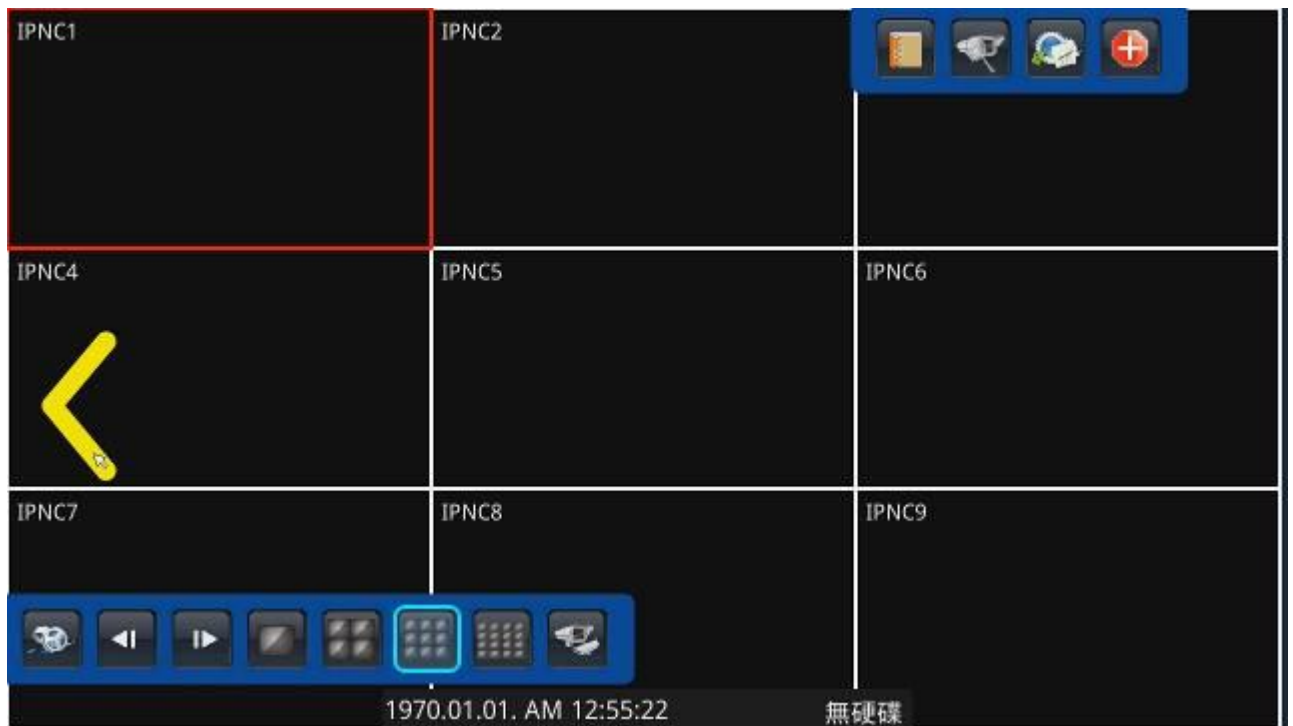 IPNC1
IPNC2
IPNC4
IPNC5
IPNC6
IPNC7
IPNC8
IPNC9
1970.01.01. AM 12:55:22
無硬碟